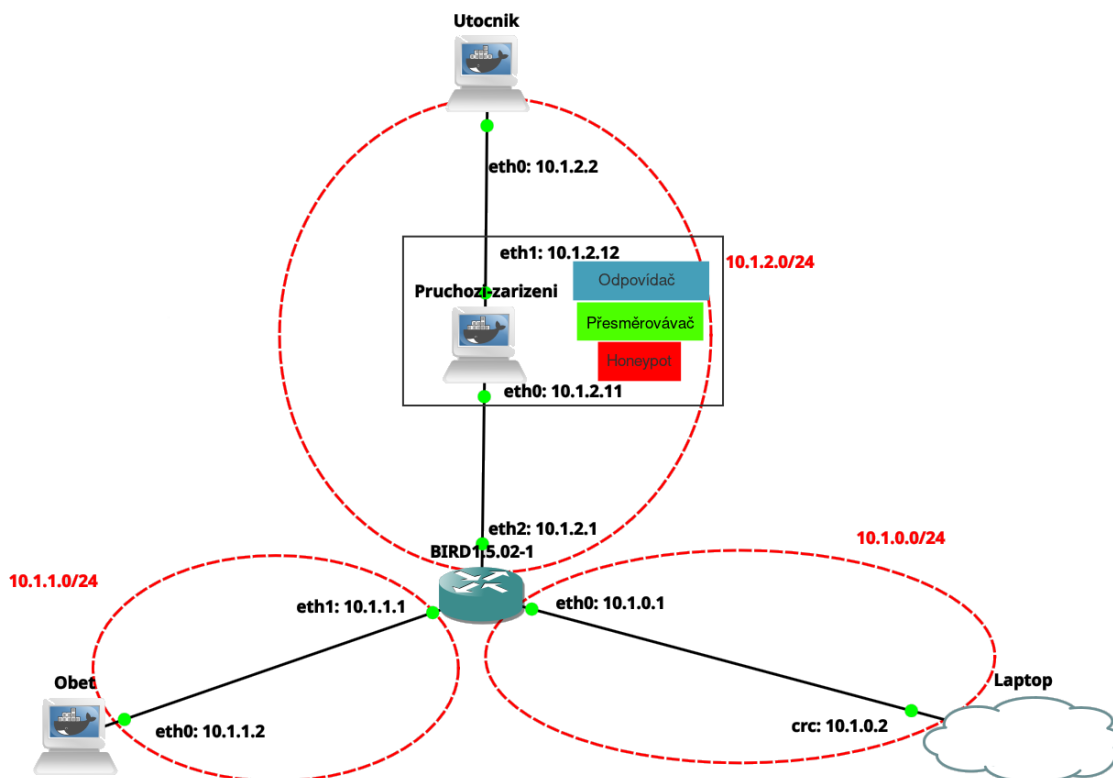 Utocnik
eth0: 10.1.2.2
eth1: 10.1.2.12
10.1.2.0/24
Odpovídač
Pruchozi-zarizeni
Přesměrovávač
Honeypot
eth0: 10.1.2.11
eth2: 10.1.2.1
BIRD1.5.02-1
10.1.0.0/24
10.1.1.0/24
eth1: 10.1.1.1
eth0: 10.1.0.1
Obet
Laptop
eth0: 10.1.1.2
crc: 10.1.0.2